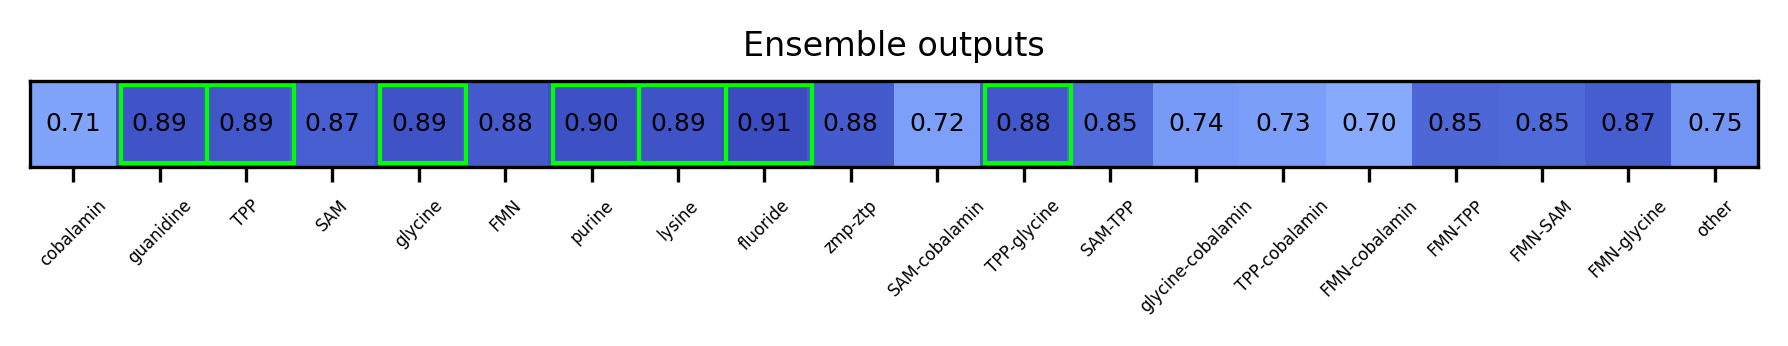 Ensemble outputs
0.71 0.89 0.89 0.87 0.89 0.88 0.90 0.89 0.91 0.88 0.72 0.88 0.85 0.74 0.73 0.70 0.85 0.85 0.87 0.75
cobalamin guanidine TPP SAM glycine FMN purine lysine fluoride zmp-ztp SAM-cobalamin TPP-glycine SAM-TPP glycine-cobalamin TPP-cobalamin FMN-cobalamin FMN-TPP FMN-SAM FMN-glycine other